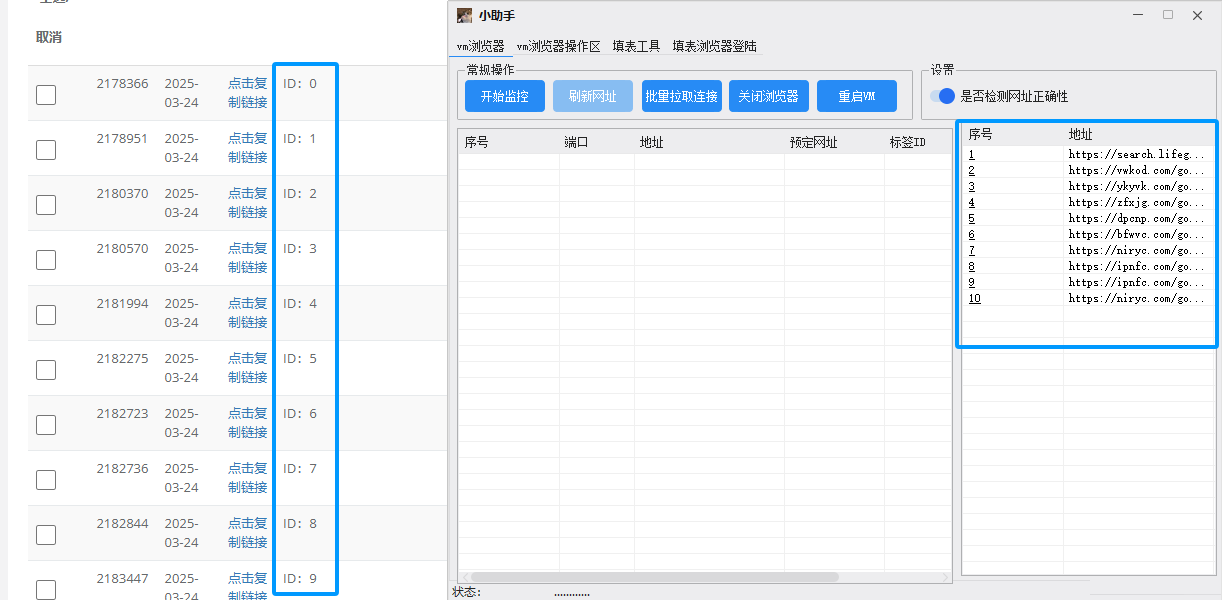 取消
2178366 2025-03-24 点击复制链接 ID: 0
2178951 2025-03-24 点击复制链接 ID: 1
2180370 2025-03-24 点击复制链接 ID: 2
2180570 2025-03-24 点击复制链接 ID: 3
2181994 2025-03-24 点击复制链接 ID: 4
2182275 2025-03-24 点击复制链接 ID: 5
2182723 2025-03-24 点击复制链接 ID: 6
2182736 2025-03-24 点击复制链接 ID: 7
2182844 2025-03-24 点击复制链接 ID: 8
2183447 2025-03-24 点击复制链接 ID: 9
小助手
vm浏览器 vm浏览器操作区 填表工具 填表浏览器登陆
常规操作
开始监控 刷新网址 批量拉取连接 关闭浏览器 重启VM
设置
是否检测网址正确性
序号 端口 地址 预定网址 标签ID
序号 地址
1 https://search.lifeg...
2 https://vwkod.com/go...
3 https://ykyvk.com/go...
4 https://zfxjg.com/go...
5 https://dpcnp.com/go...
6 https://bfwvc.com/go...
7 https://niryc.com/go...
8 https://ipnfc.com/go...
9 https://ipnfc.com/go...
10 https://niryc.com/go...
状态: ............